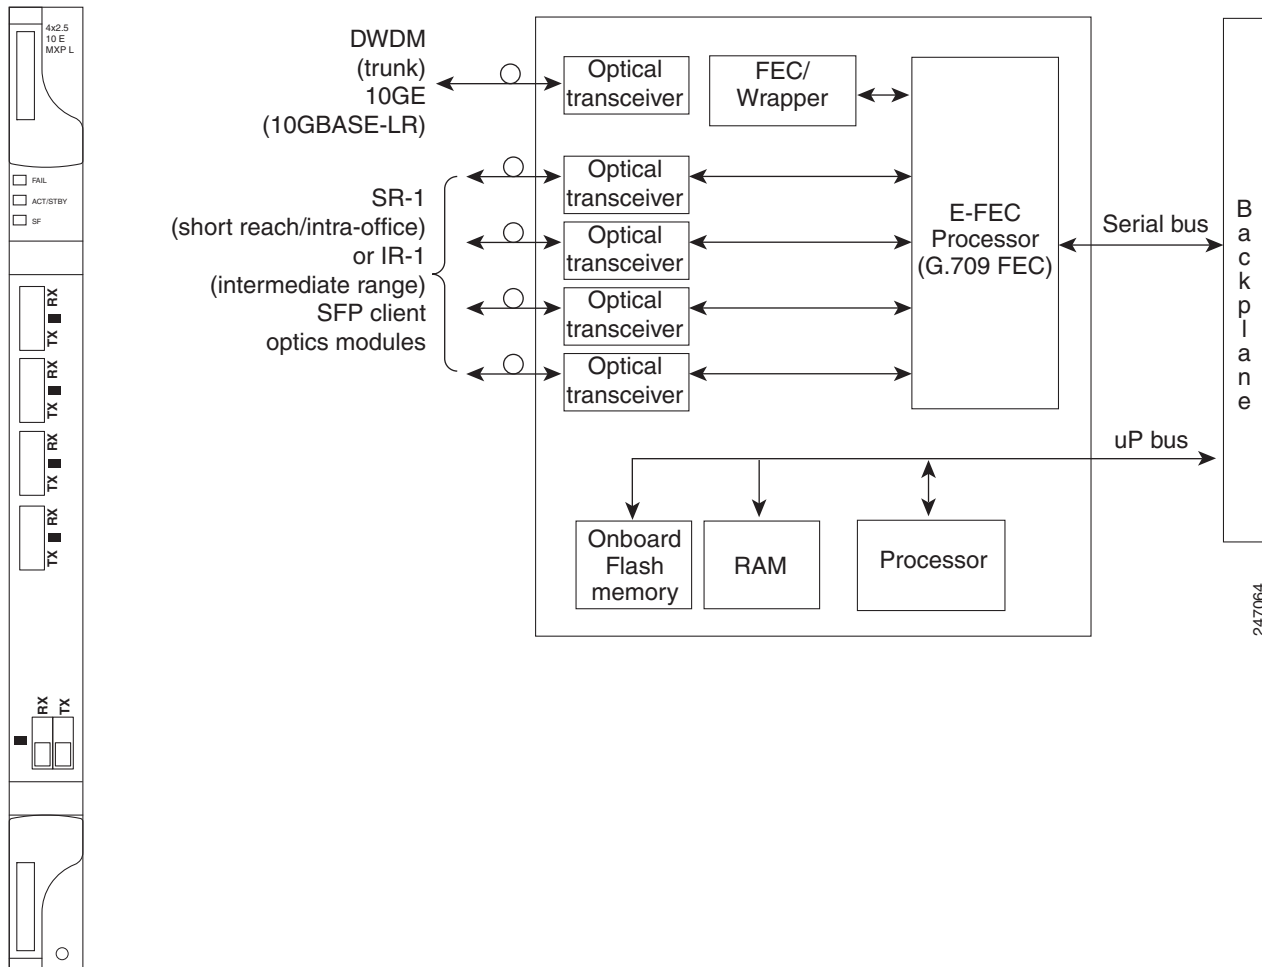 4x2.5
10 E
MXP L
FAIL
ACT/STBY
SF
TX RX
TX RX
TX RX
TX RX
RX
TX
DWDM
(trunk)
10GE
(10GBASE-LR)
SR-1
(short reach/intra-office)
or IR-1
(intermediate range)
SFP client
optics modules
Optical
transceiver
FEC/
Wrapper
Optical
transceiver
Optical
transceiver
Optical
transceiver
Optical
transceiver
E-FEC
Processor
(G.709 FEC)
Serial bus
uP bus
Onboard
Flash
memory
RAM
Processor
Backplane
247064